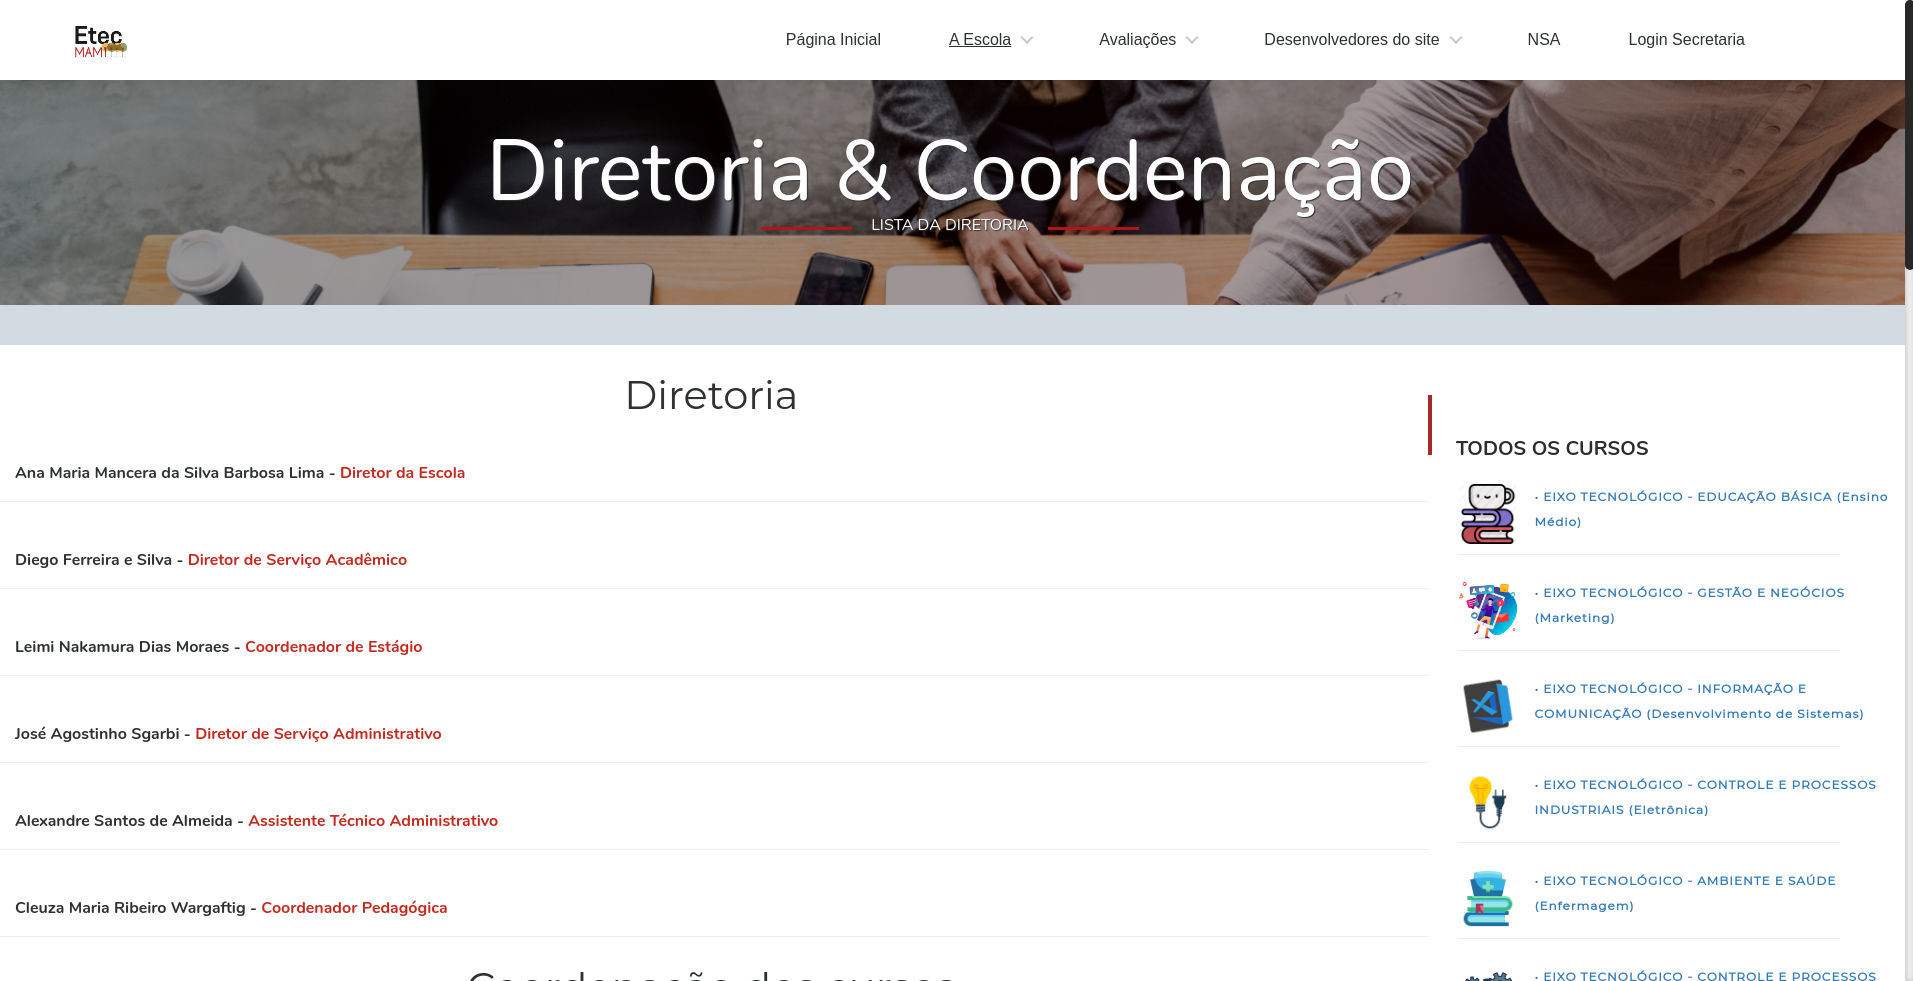 Etec
MAM
Página Inicial
A Escola
Avaliações
Desenvolvedores do site
NSA
Login Secretaria
Diretoria & Coordenação
LISTA DA DIRETORIA
Diretoria
Ana Maria Mancera da Silva Barbosa Lima - Diretor da Escola
Diego Ferreira e Silva - Diretor de Serviço Acadêmico
Leimi Nakamura Dias Moraes - Coordenador de Estágio
José Agostinho Sgarbi - Diretor de Serviço Administrativo
Alexandre Santos de Almeida - Assistente Técnico Administrativo
Cleuza Maria Ribeiro Wargaftig - Coordenador Pedagógica
Coordenação dos cursos
TODOS OS CURSOS
• EIXO TECNOLÓGICO - EDUCAÇÃO BÁSICA (Ensino
Médio)
• EIXO TECNOLÓGICO - GESTÃO E NEGÓCIOS
(Marketing)
• EIXO TECNOLÓGICO - INFORMAÇÃO E
COMUNICAÇÃO (Desenvolvimento de Sistemas)
• EIXO TECNOLÓGICO - CONTROLE E PROCESSOS
INDUSTRIAIS (Eletrônica)
• EIXO TECNOLÓGICO - AMBIENTE E SAÚDE
(Enfermagem)
• EIXO TECNOLÓGICO - CONTROLE E PROCESSOS